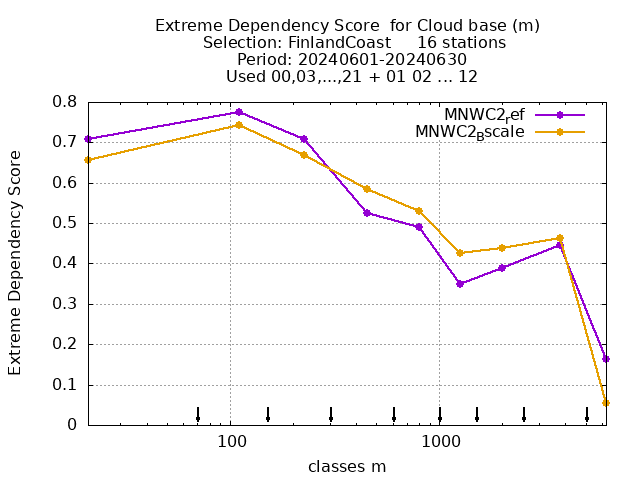 Extreme Dependency Score  for Cloud base (m)
Selection: FinlandCoast     16 stations
Period: 20240601-20240630
Used 00,03,...,21 + 01 02 ... 12
MNWC2ref
MNWC2Bscale
0.8
0.7
0.6
0.5
0.4
0.3
0.2
0.1
0
Extreme Dependency Score
100
1000
classes m